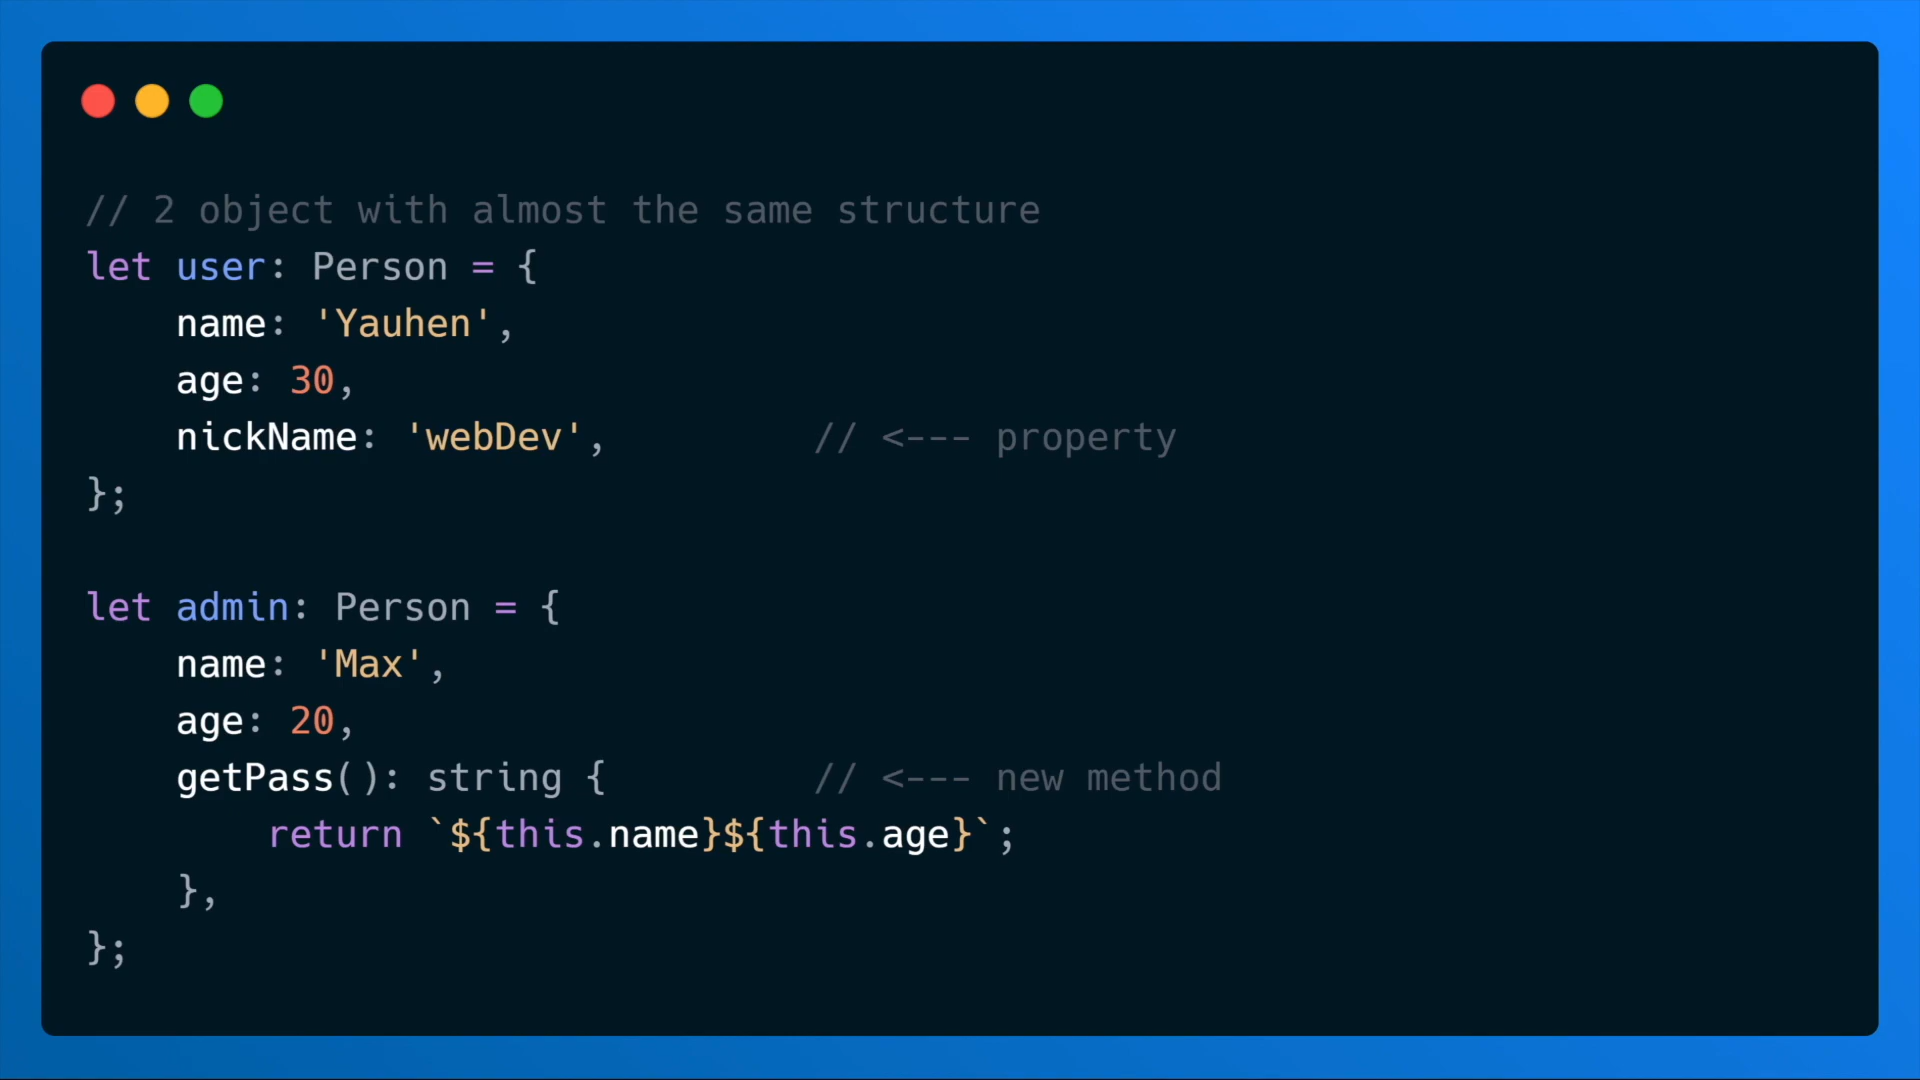 // 2 object with almost the same structure
let user: Person = {
    name: 'Yauhen',
    age: 30,
    nickName: 'webDev',         // <--- property
};

let admin: Person = {
    name: 'Max',
    age: 20,
    getPass(): string {         // <--- new method
        return `${this.name}${this.age}`;
    },
};